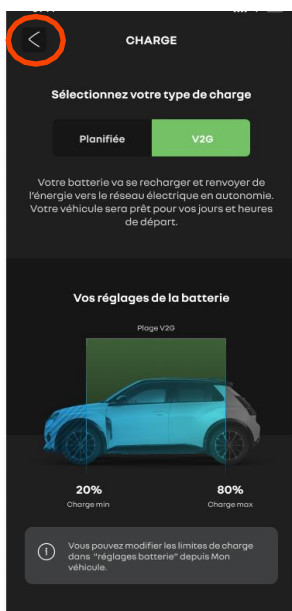 CHARGE
Sélectionnez votre type de charge
Planifiée V2G
Votre batterie va se recharger et renvoyer de
l'énergie vers le réseau électrique en autonomie.
Votre véhicule sera prêt pour vos jours et heures
de départ.
Vos réglages de la batterie
Plage V2G
20% 80%
Charge min Charge max
Vous pouvez modifier les limites de charge
dans "réglages batterie" depuis Mon
véhicule.